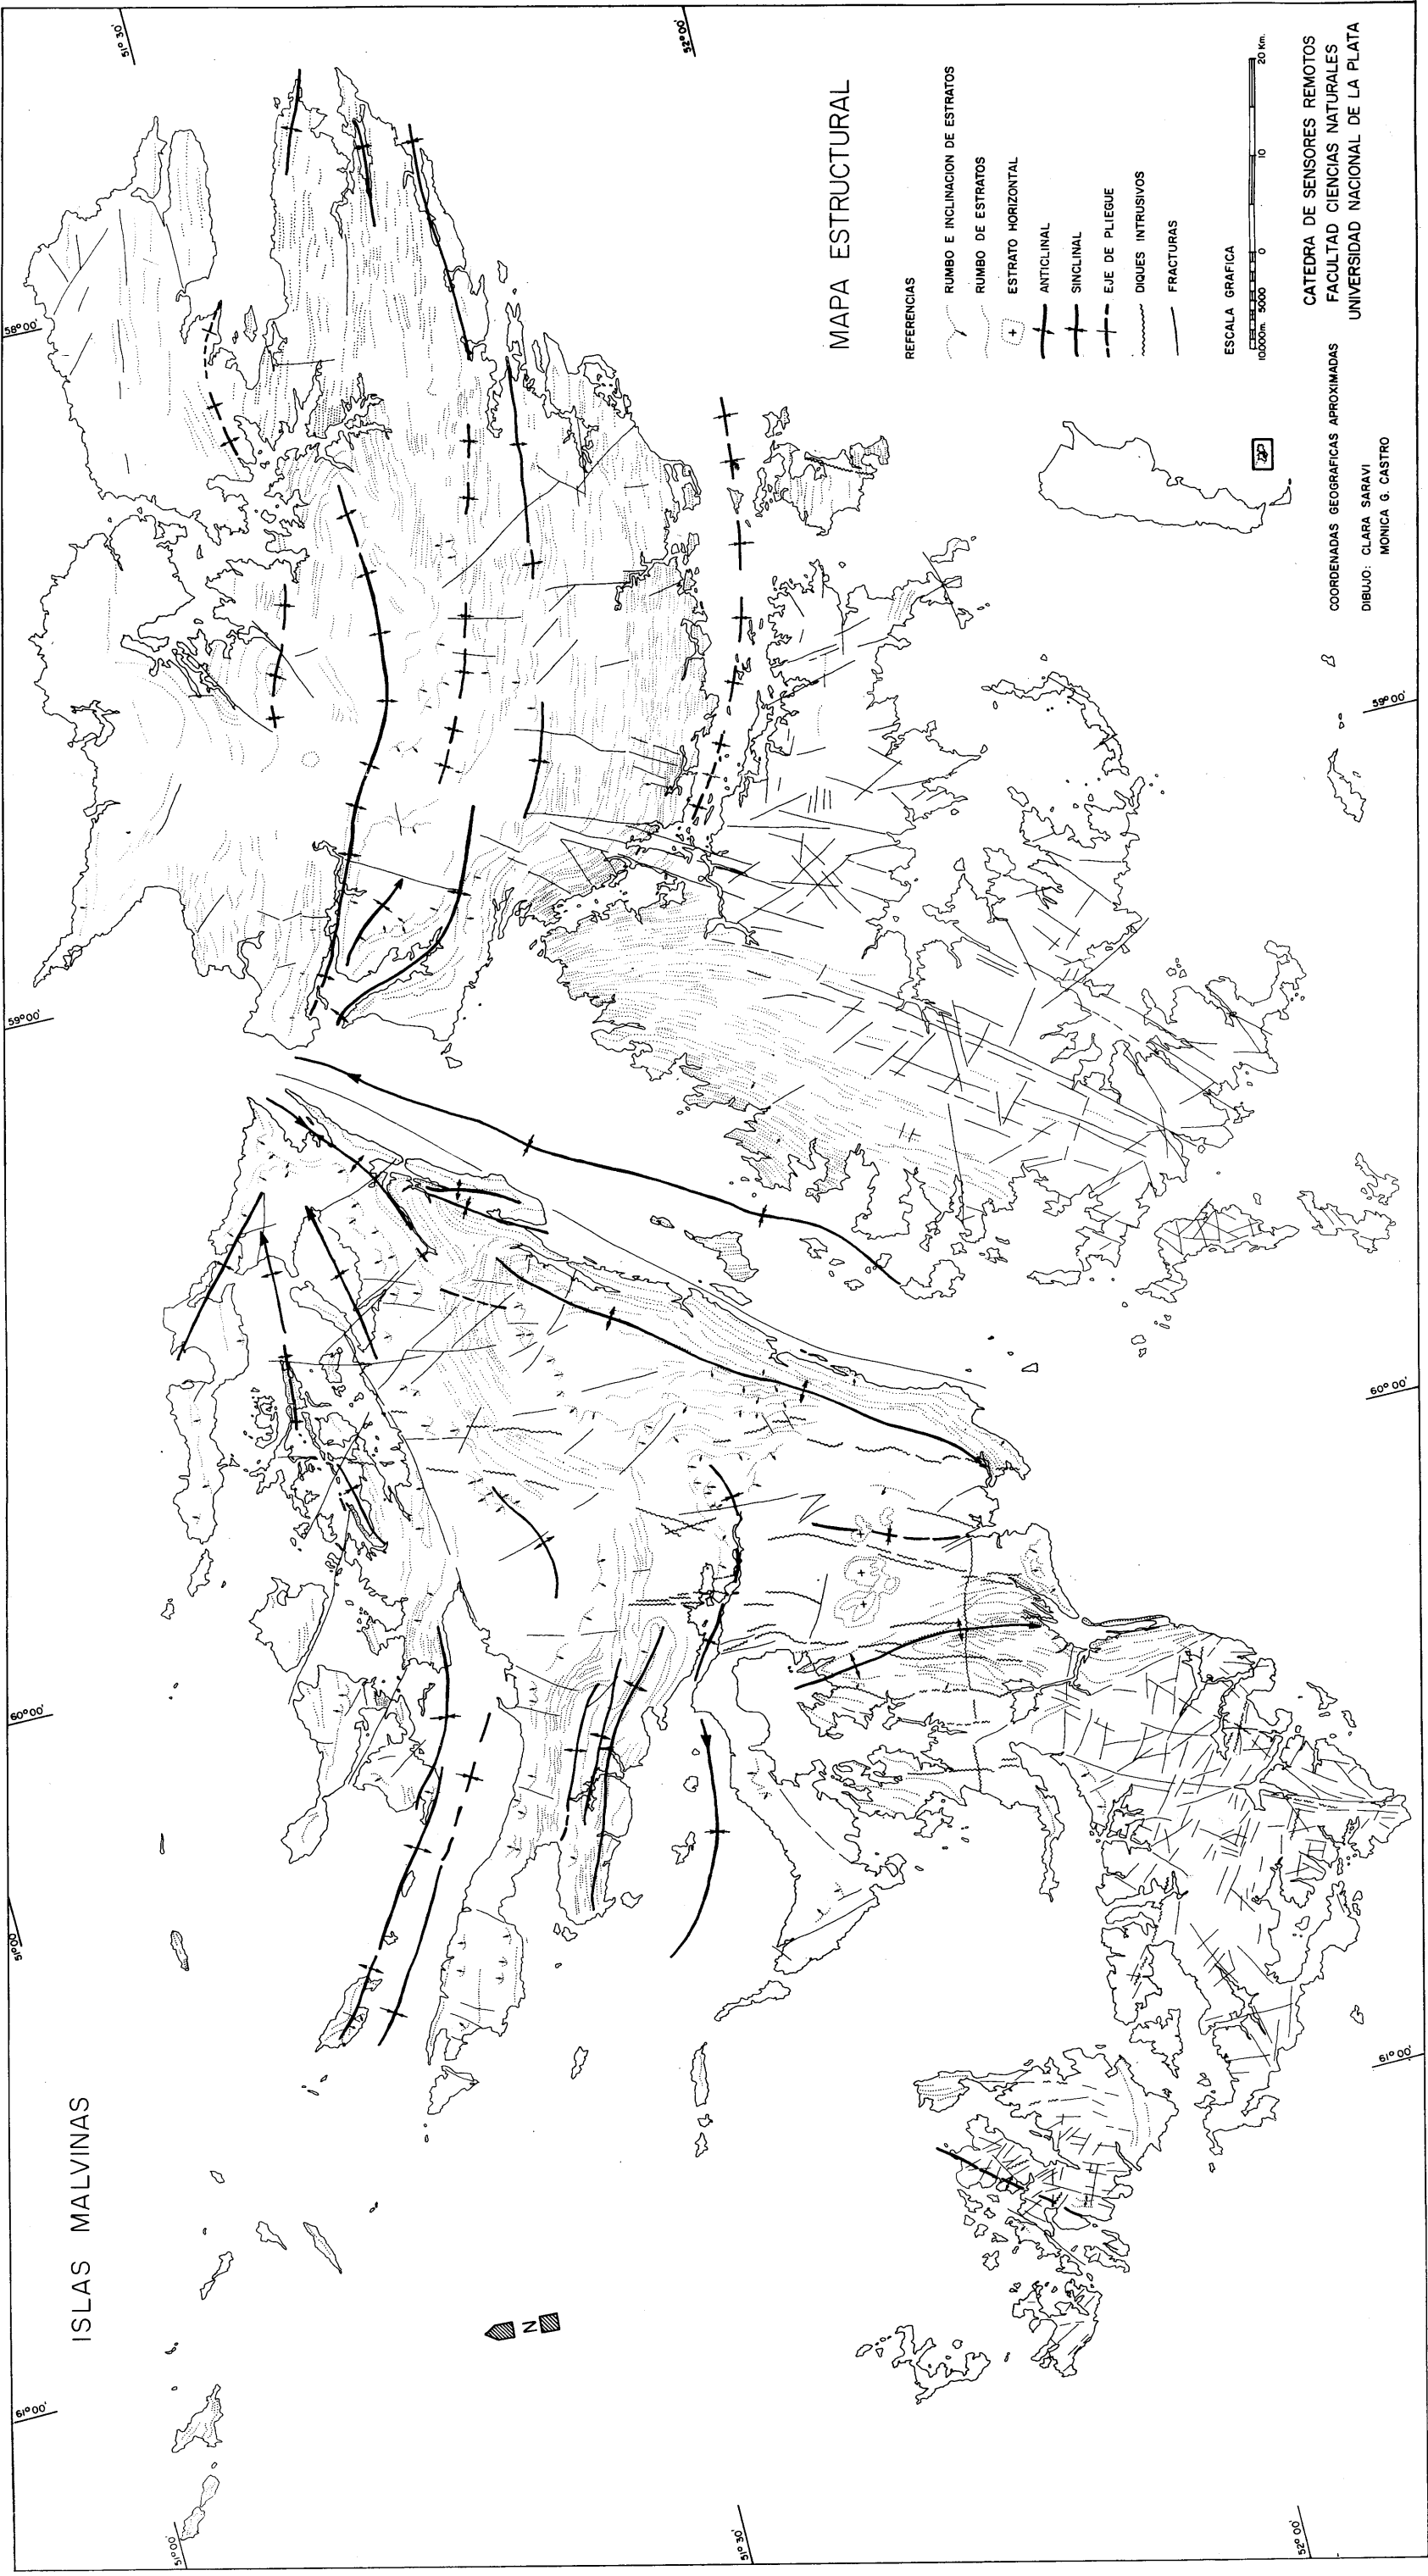 ISLAS MALVINAS
61°00'
60°00'
59°00'
58°00'
51°00'
51°00'
51°30'
51° 30'
52°00'
52°00'
61°00'
60°00'
59°00'
N
MAPA ESTRUCTURAL
REFERENCIAS
RUMBO E INCLINACION DE ESTRATOS
RUMBO DE ESTRATOS
ESTRATO HORIZONTAL
ANTICLINAL
SINCLINAL
EJE DE PLIEGUE
DIQUES INTRUSIVOS
FRACTURAS
ESCALA GRAFICA
10.000m. 5000 0 10 20 Km.
COORDENADAS GEOGRAFICAS APROXIMADAS
DIBUJO: CLARA SARAVI
MONICA G. CASTRO
CATEDRA DE SENSORES REMOTOS
FACULTAD CIENCIAS NATURALES
UNIVERSIDAD NACIONAL DE LA PLATA